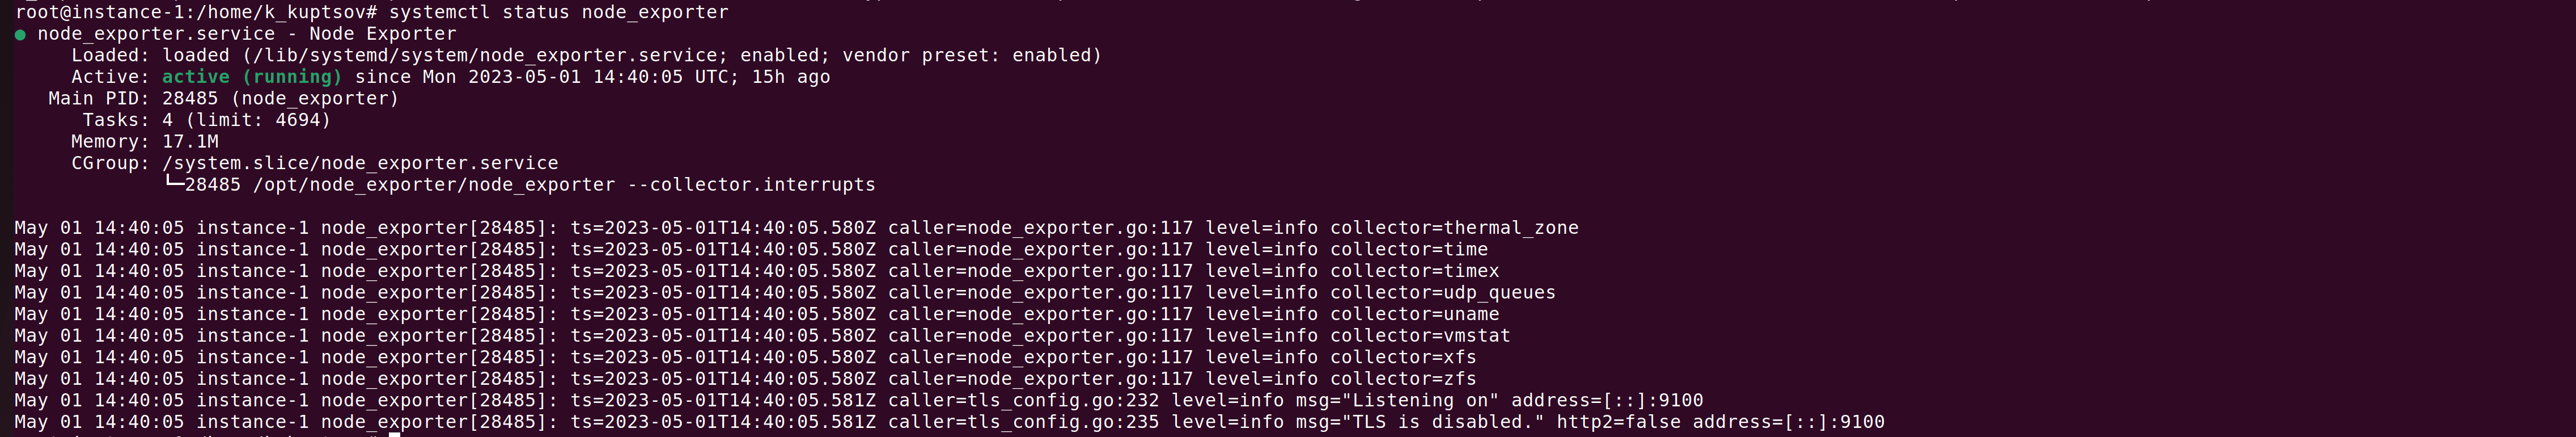 root@instance-1:/home/k_kuptsov# systemctl status node_exporter
● node_exporter.service - Node Exporter
     Loaded: loaded (/lib/systemd/system/node_exporter.service; enabled; vendor preset: enabled)
     Active: active (running) since Mon 2023-05-01 14:40:05 UTC; 15h ago
   Main PID: 28485 (node_exporter)
      Tasks: 4 (limit: 4694)
     Memory: 17.1M
     CGroup: /system.slice/node_exporter.service
             └─28485 /opt/node_exporter/node_exporter --collector.interrupts

May 01 14:40:05 instance-1 node_exporter[28485]: ts=2023-05-01T14:40:05.580Z caller=node_exporter.go:117 level=info collector=thermal_zone
May 01 14:40:05 instance-1 node_exporter[28485]: ts=2023-05-01T14:40:05.580Z caller=node_exporter.go:117 level=info collector=time
May 01 14:40:05 instance-1 node_exporter[28485]: ts=2023-05-01T14:40:05.580Z caller=node_exporter.go:117 level=info collector=timex
May 01 14:40:05 instance-1 node_exporter[28485]: ts=2023-05-01T14:40:05.580Z caller=node_exporter.go:117 level=info collector=udp_queues
May 01 14:40:05 instance-1 node_exporter[28485]: ts=2023-05-01T14:40:05.580Z caller=node_exporter.go:117 level=info collector=uname
May 01 14:40:05 instance-1 node_exporter[28485]: ts=2023-05-01T14:40:05.580Z caller=node_exporter.go:117 level=info collector=vmstat
May 01 14:40:05 instance-1 node_exporter[28485]: ts=2023-05-01T14:40:05.580Z caller=node_exporter.go:117 level=info collector=xfs
May 01 14:40:05 instance-1 node_exporter[28485]: ts=2023-05-01T14:40:05.580Z caller=node_exporter.go:117 level=info collector=zfs
May 01 14:40:05 instance-1 node_exporter[28485]: ts=2023-05-01T14:40:05.581Z caller=tls_config.go:232 level=info msg="Listening on" address=[::]:9100
May 01 14:40:05 instance-1 node_exporter[28485]: ts=2023-05-01T14:40:05.581Z caller=tls_config.go:235 level=info msg="TLS is disabled." http2=false address=[::]:9100